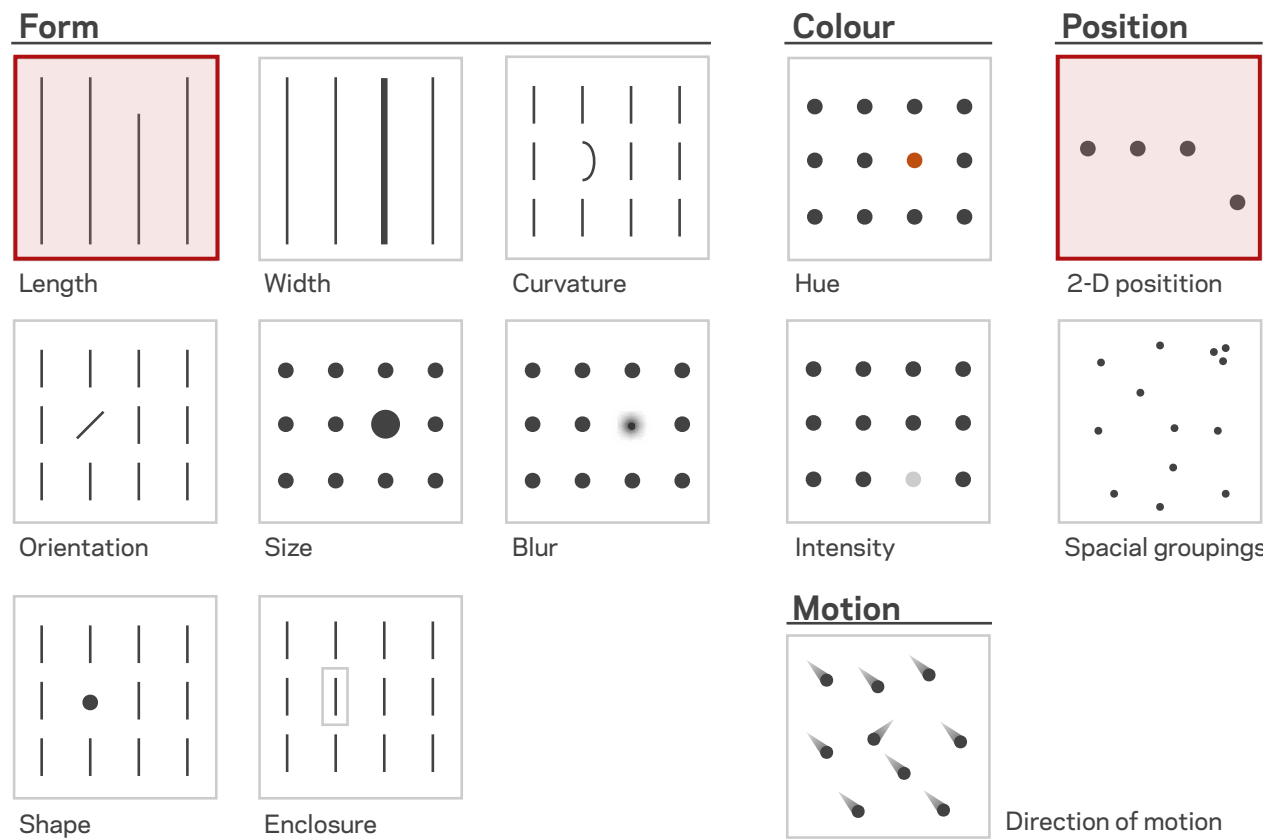 Form
Colour
Position
Length
Width
Curvature
Hue
2-D positition
Orientation
Size
Blur
Intensity
Spacial groupings
Motion
Shape
Enclosure
Direction of motion